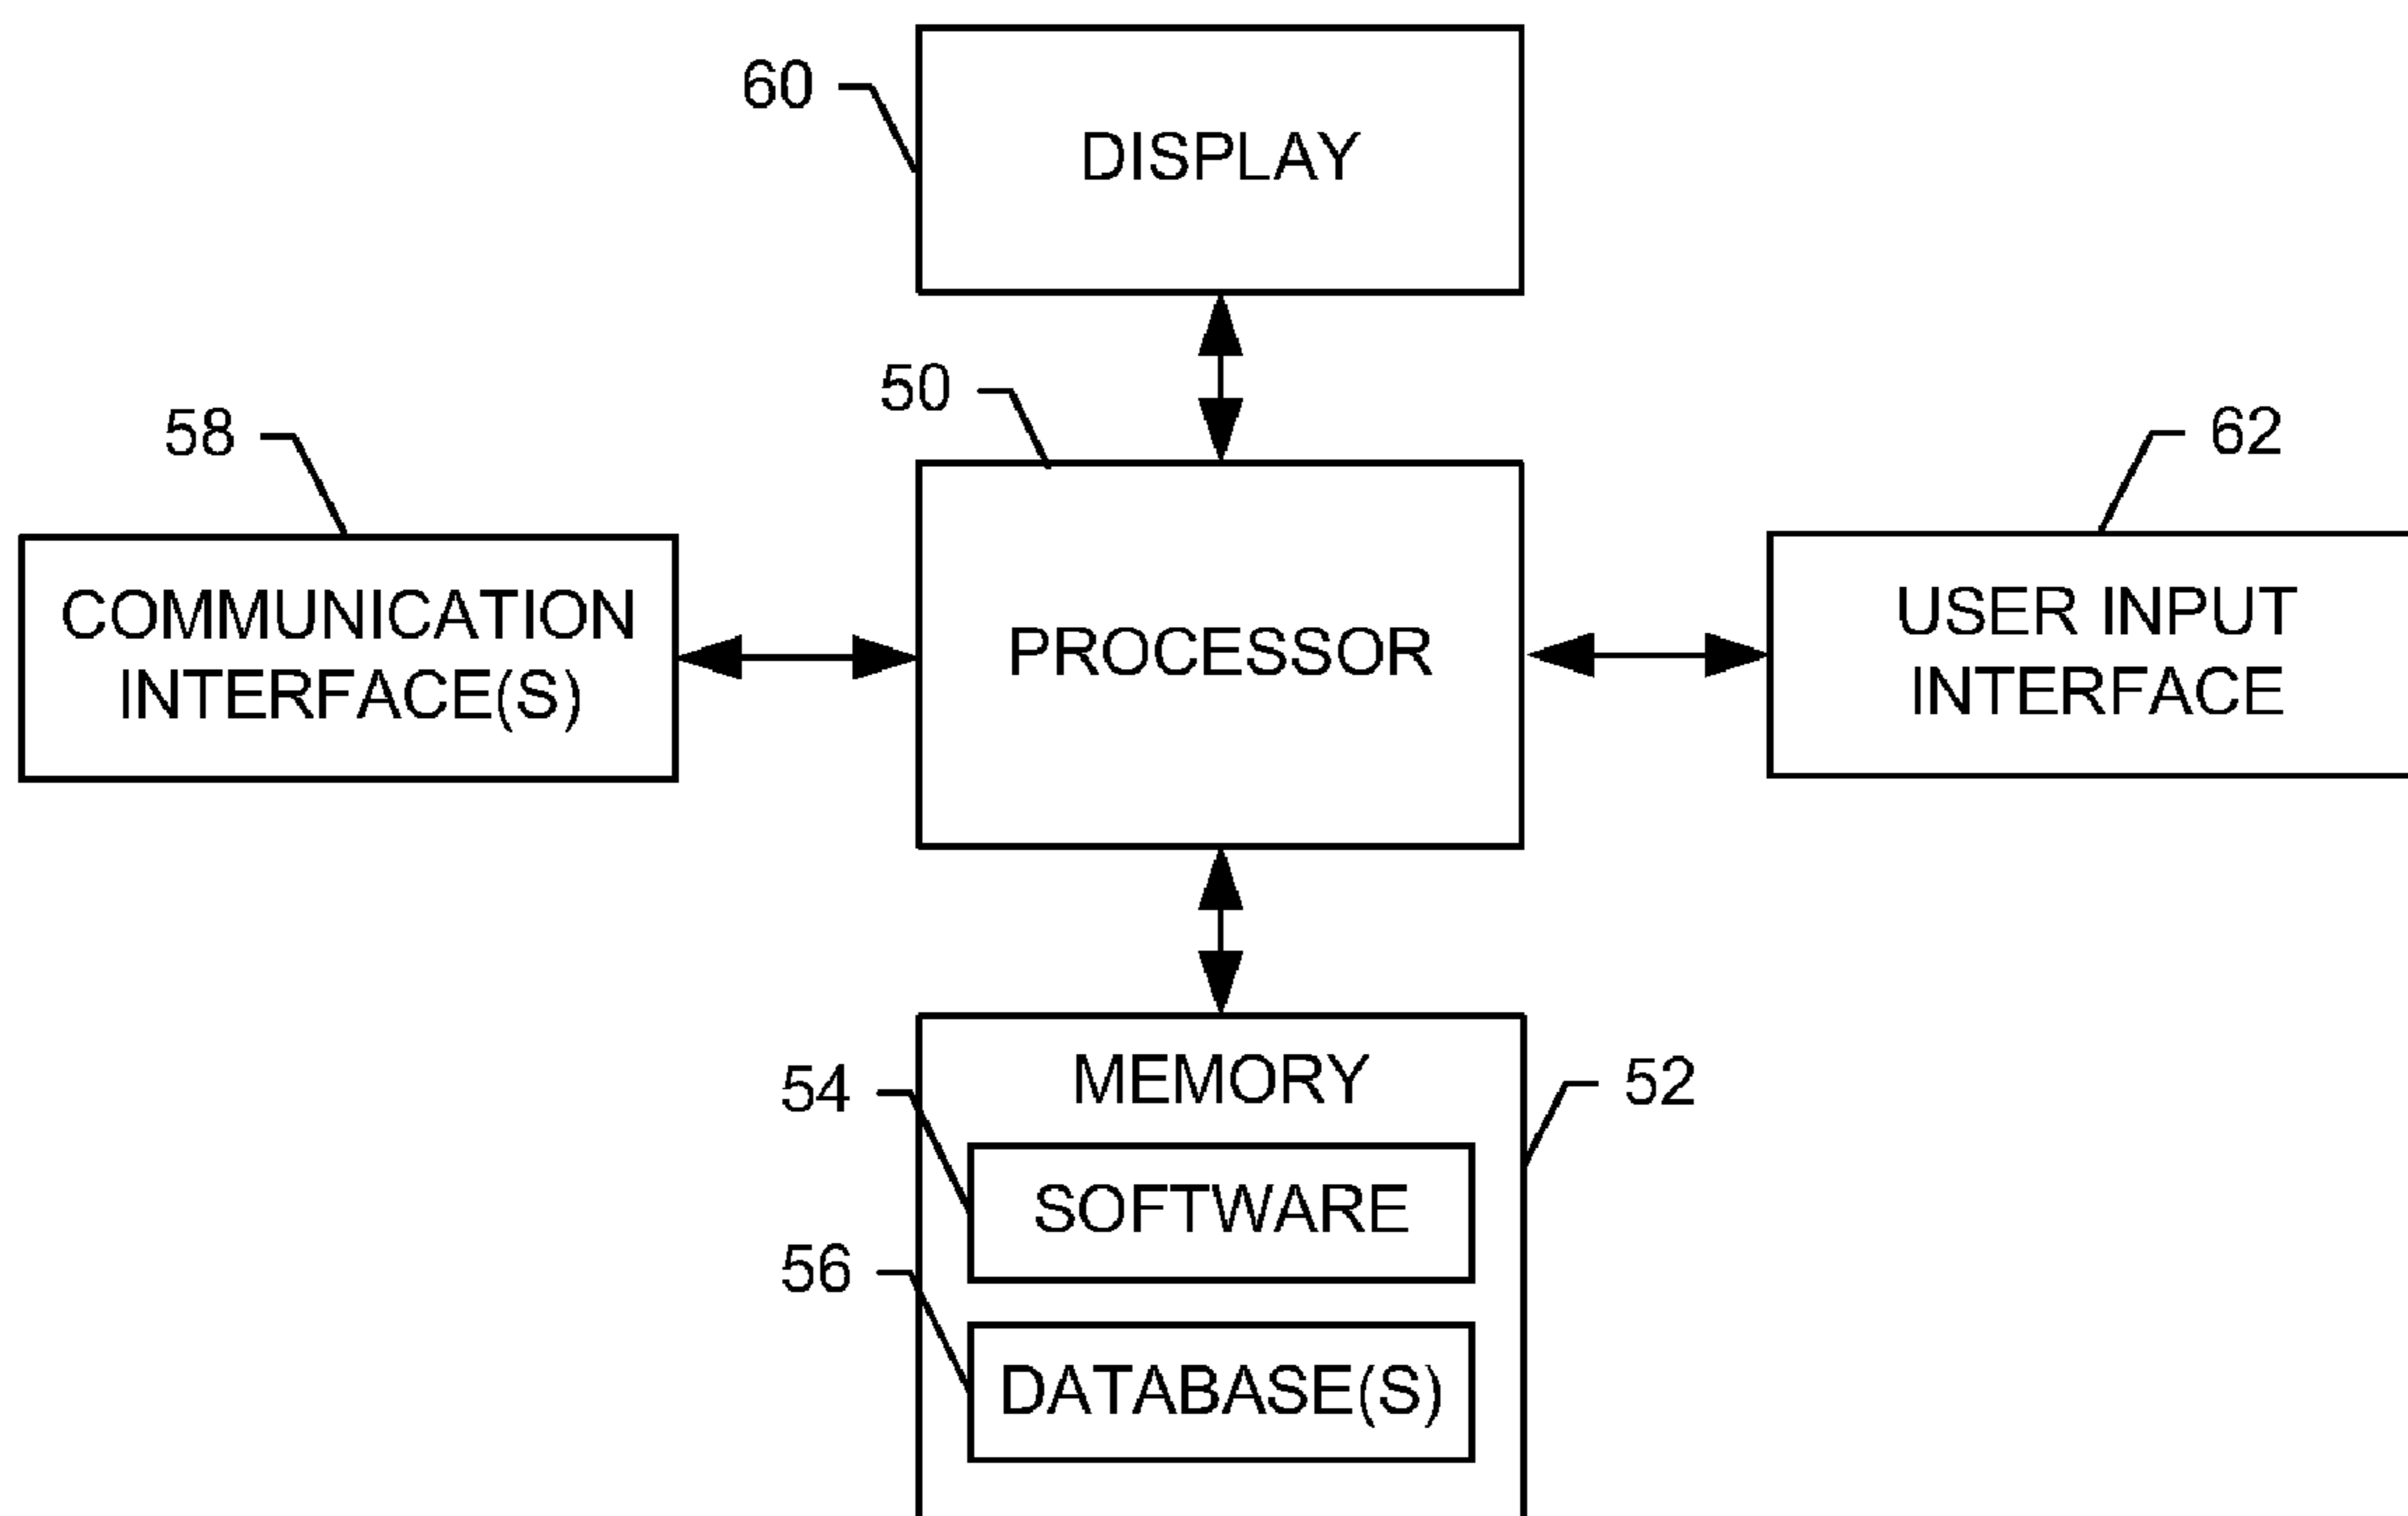 60
DISPLAY
50
58
62
COMMUNICATION
INTERFACE(S)
PROCESSOR
USER INPUT
INTERFACE
MEMORY
54
52
SOFTWARE
56
DATABASE(S)